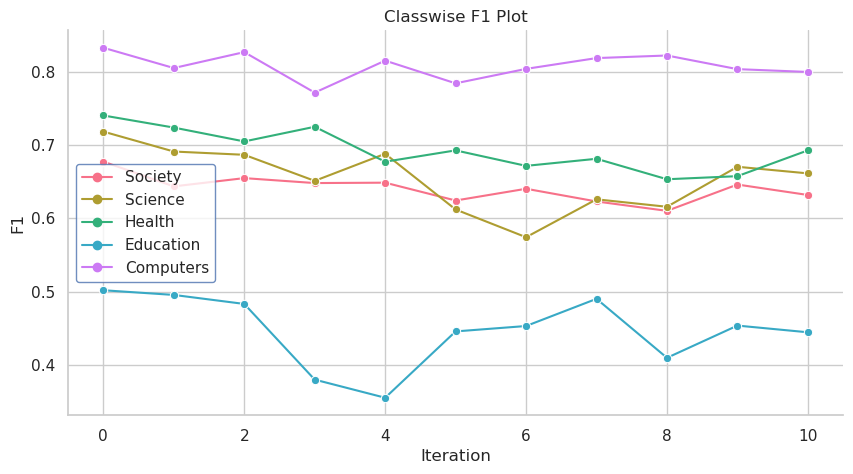 Classwise F1 Plot
0.8
0.7
0.6
0.5
0.4
F1
Society
Science
Health
Education
Computers
0 2 4 6 8 10
Iteration